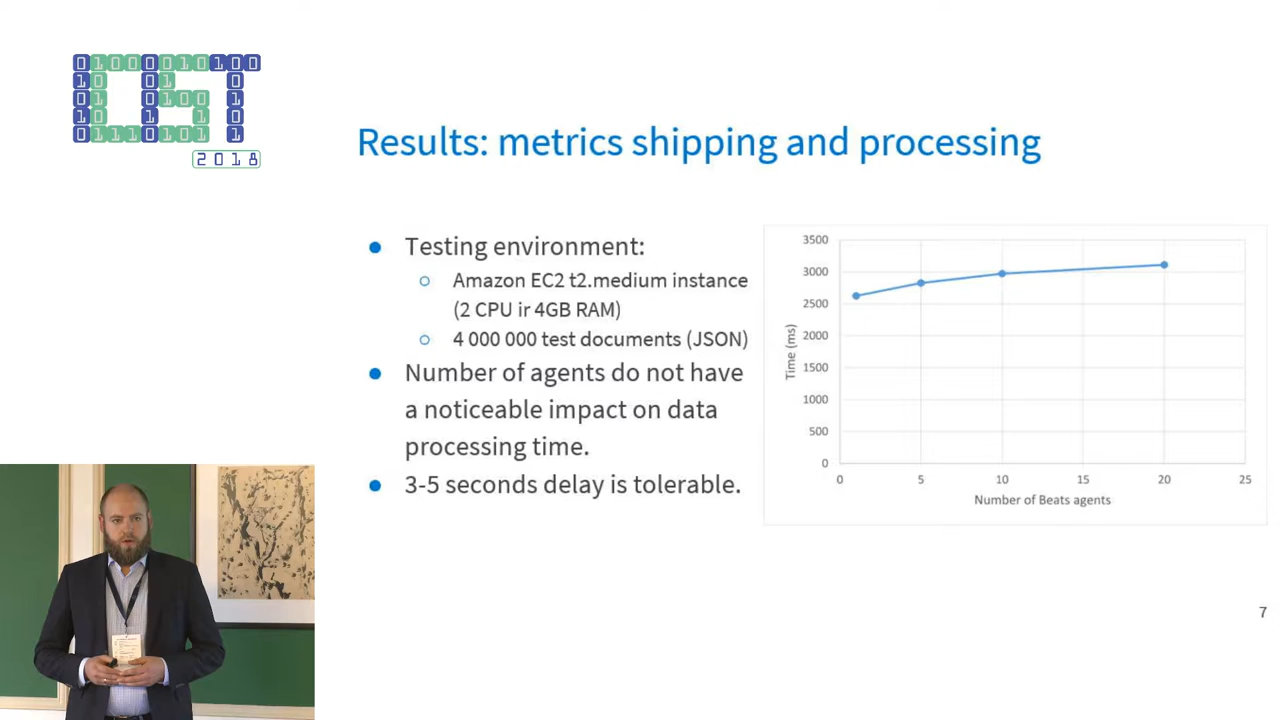 2018
Results: metrics shipping and processing
Testing environment:
Amazon EC2 t2.medium instance
(2 CPU ir 4GB RAM)
4 000 000 test documents (JSON)
Number of agents do not have
a noticeable impact on data
processing time.
3-5 seconds delay is tolerable.
3500
3000
2500
2000
1500
1000
500
0
Time (ms)
0 5 10 15 20 25
Number of Beats agents
7